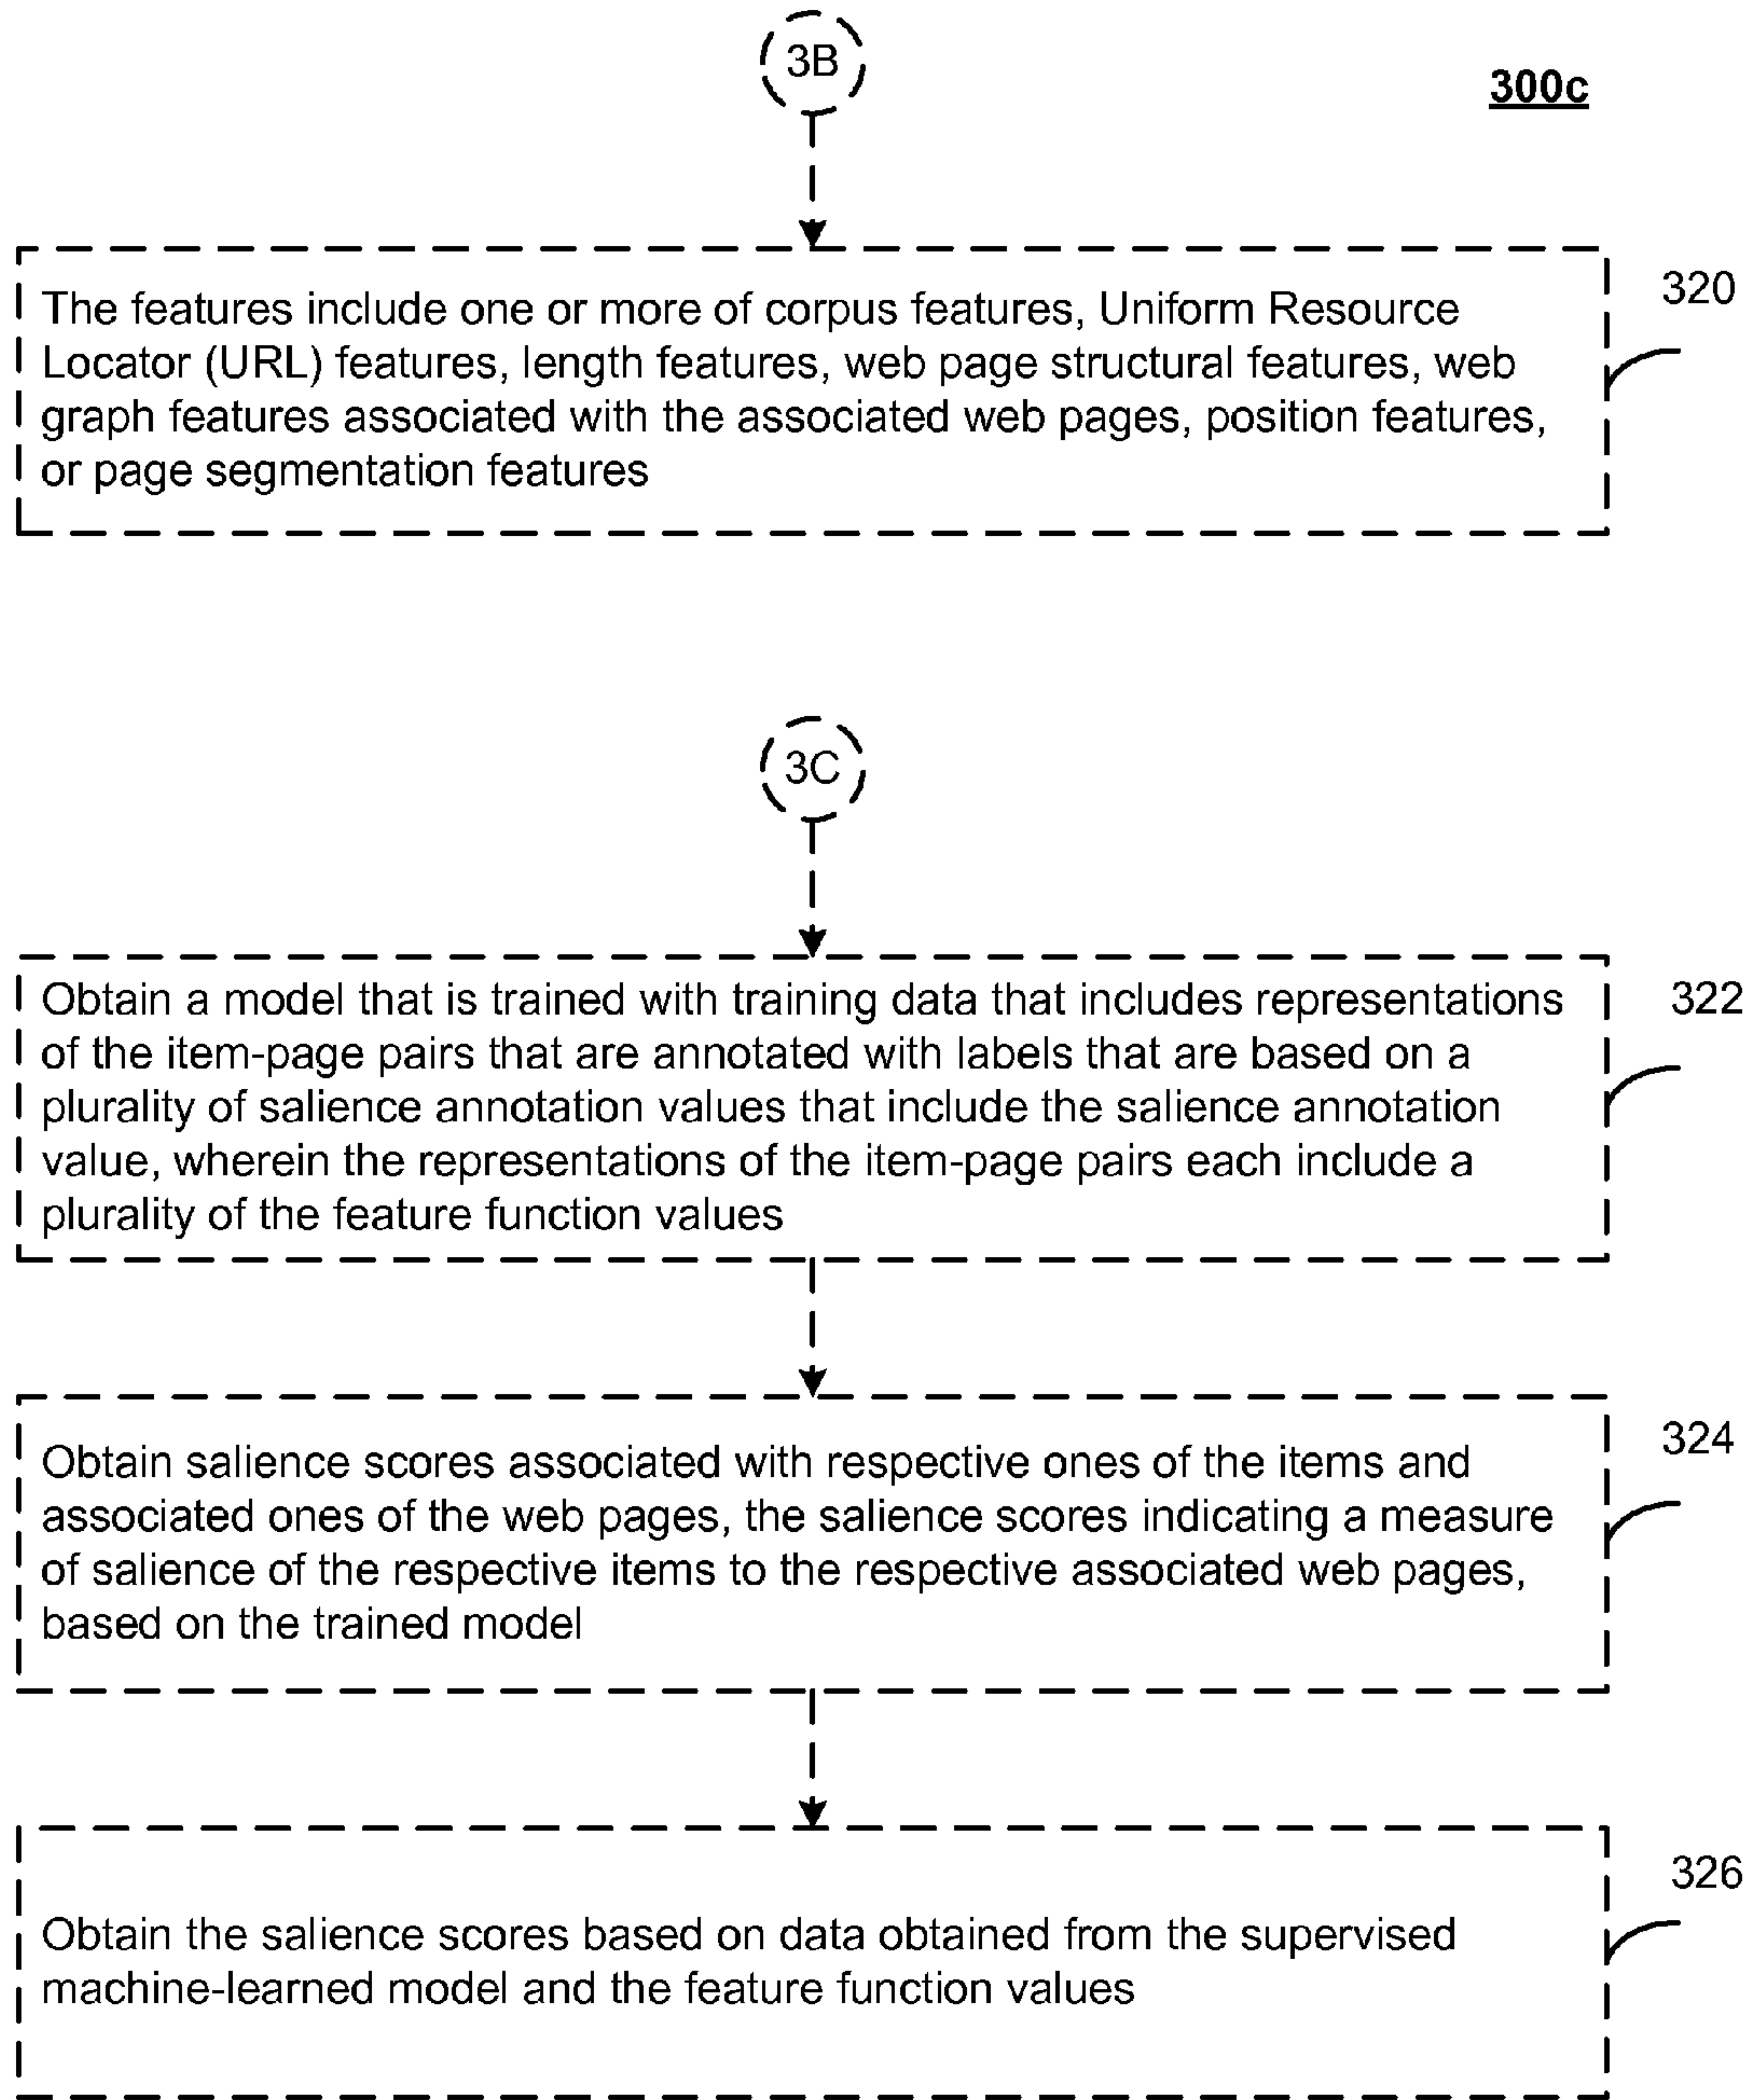 3B
300c
320
The features include one or more of corpus features, Uniform Resource
Locator (URL) features, length features, web page structural features, web
graph features associated with the associated web pages, position features,
or page segmentation features
3C
322
Obtain a model that is trained with training data that includes representations
of the item-page pairs that are annotated with labels that are based on a
plurality of salience annotation values that include the salience annotation
value, wherein the representations of the item-page pairs each include a
plurality of the feature function values
324
Obtain salience scores associated with respective ones of the items and
associated ones of the web pages, the salience scores indicating a measure
of salience of the respective items to the respective associated web pages,
based on the trained model
326
Obtain the salience scores based on data obtained from the supervised
machine-learned model and the feature function values